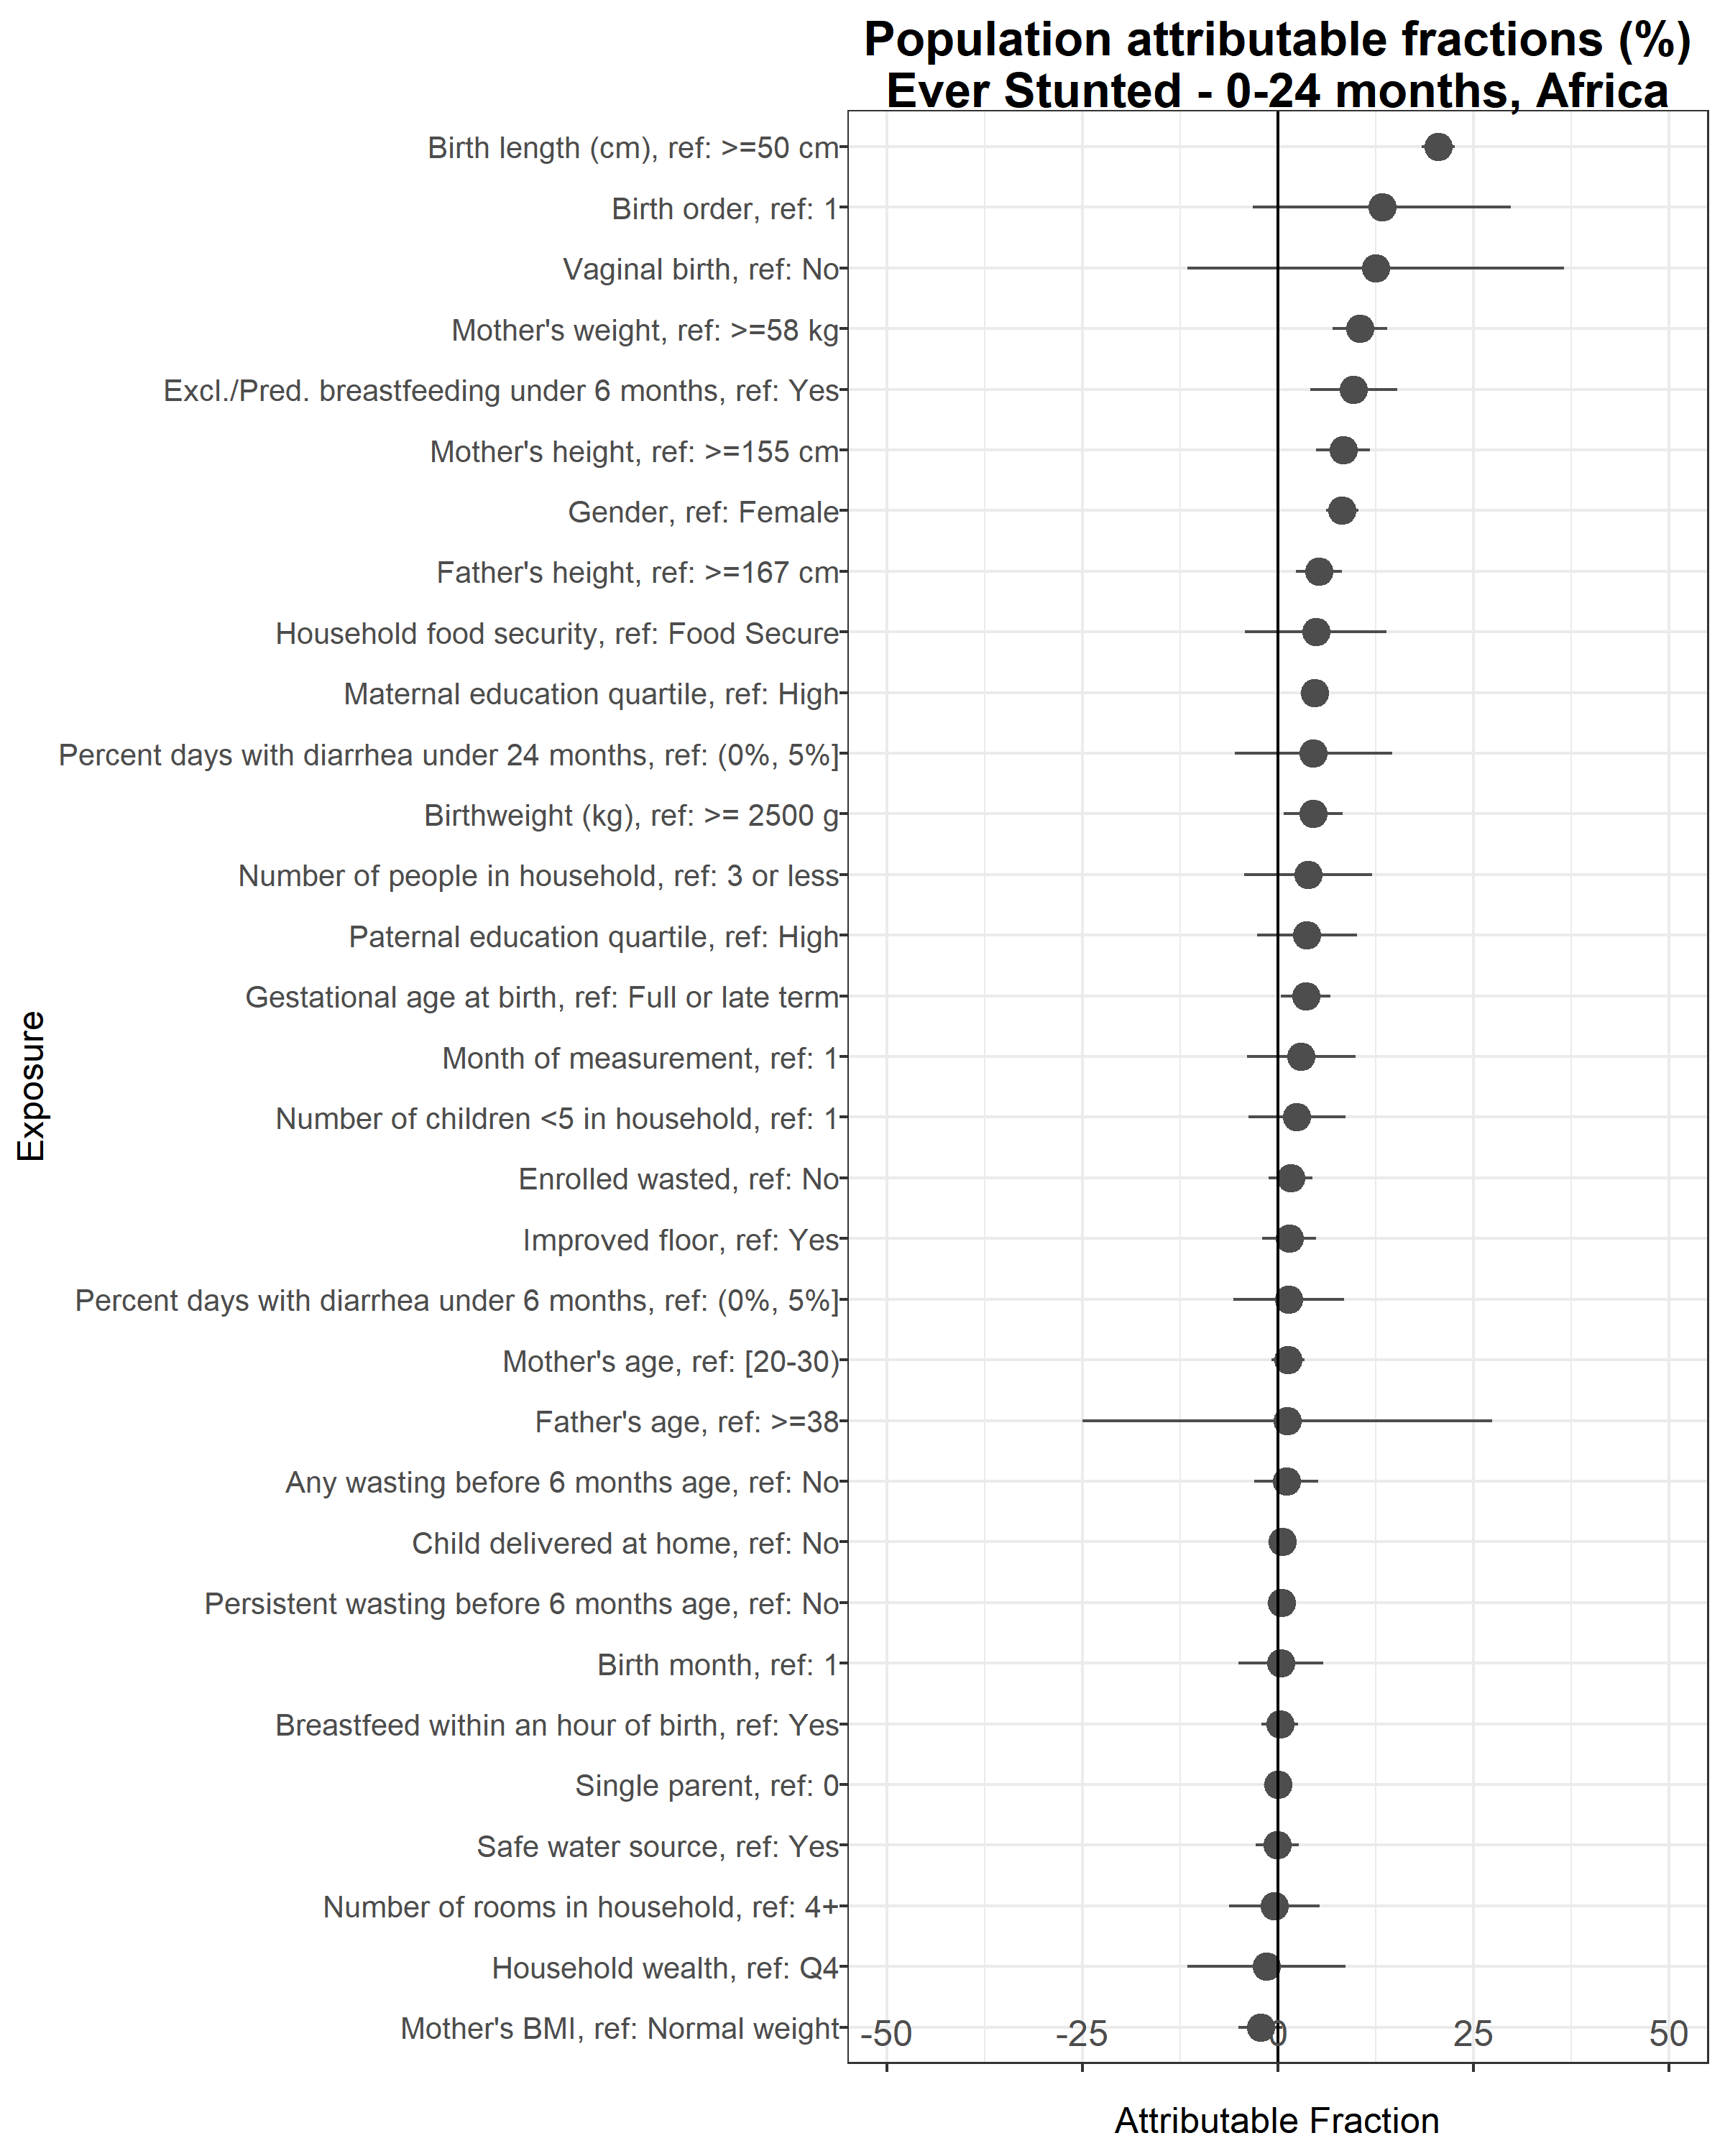 Population attributable fractions (%)
Ever Stunted - 0-24 months, Africa
Birth length (cm), ref: >=50 cm
Birth order, ref: 1
Vaginal birth, ref: No
Mother's weight, ref: >=58 kg
Excl./Pred. breastfeeding under 6 months, ref: Yes
Mother's height, ref: >=155 cm
Gender, ref: Female
Father's height, ref: >=167 cm
Household food security, ref: Food Secure
Maternal education quartile, ref: High
Percent days with diarrhea under 24 months, ref: (0%, 5%]
Birthweight (kg), ref: >= 2500 g
Number of people in household, ref: 3 or less
Paternal education quartile, ref: High
Gestational age at birth, ref: Full or late term
Month of measurement, ref: 1
Number of children <5 in household, ref: 1
Enrolled wasted, ref: No
Improved floor, ref: Yes
Percent days with diarrhea under 6 months, ref: (0%, 5%]
Mother's age, ref: [20-30)
Father's age, ref: >=38
Any wasting before 6 months age, ref: No
Child delivered at home, ref: No
Persistent wasting before 6 months age, ref: No
Birth month, ref: 1
Breastfeed within an hour of birth, ref: Yes
Single parent, ref: 0
Safe water source, ref: Yes
Number of rooms in household, ref: 4+
Household wealth, ref: Q4
Mother's BMI, ref: Normal weight
Exposure
-50 -25 0 25 50
Attributable Fraction